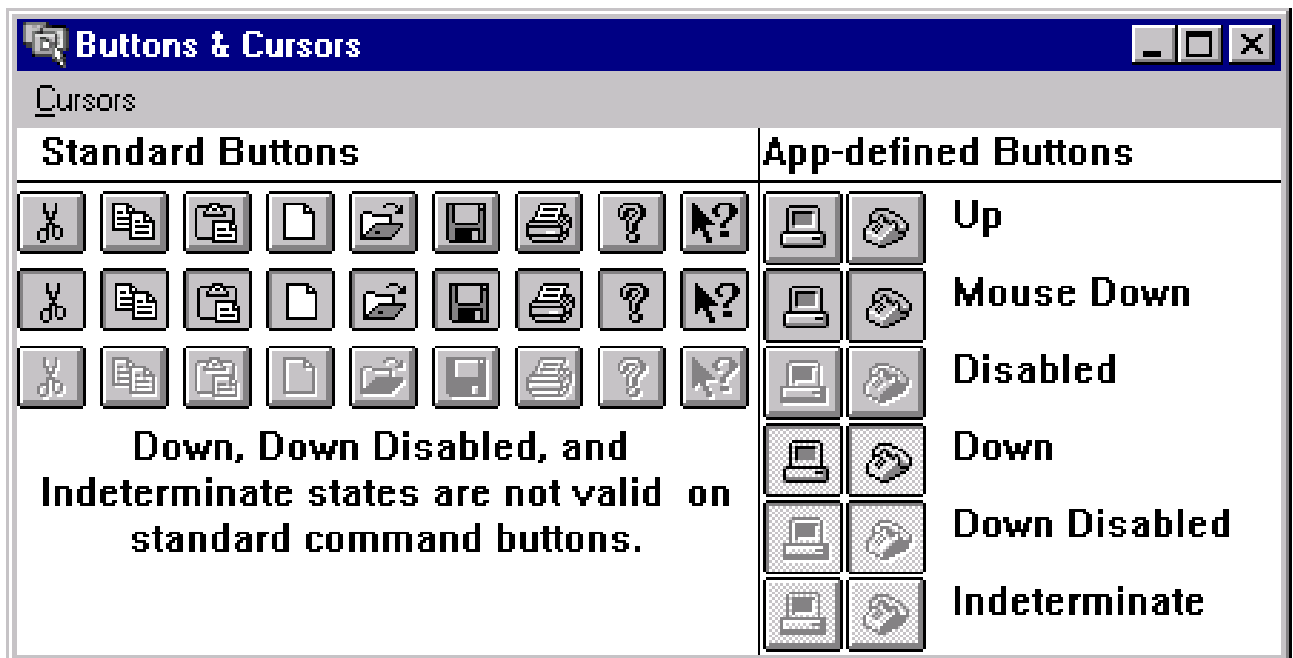 Buttons & Cursors
Cursors
Standard Buttons
App-defined Buttons
Up
Mouse Down
Disabled
Down
Down Disabled
Indeterminate
Down, Down Disabled, and
Indeterminate states are not valid on
standard command buttons.